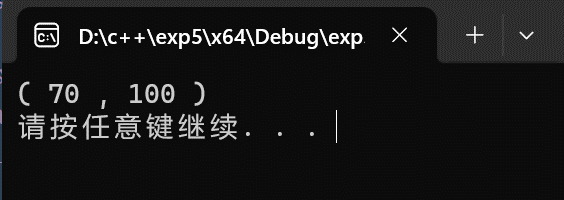 D:\c++\exp5\x64\Debug\exp.
( 70 , 100 )
请按任意键继续. . .